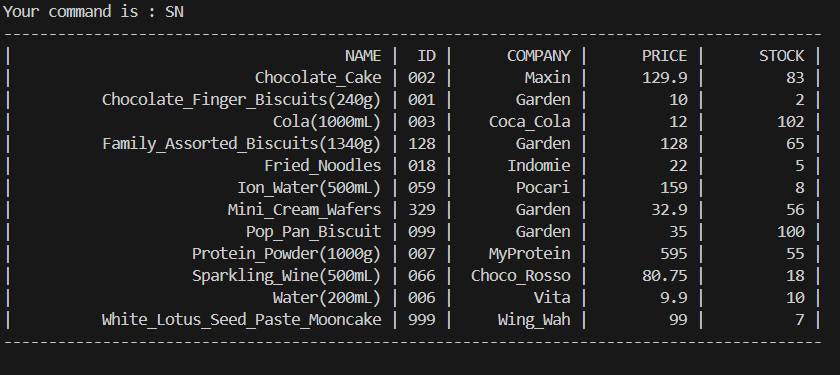 Your command is : SN
--------------------------------------------------------------------------------------------
|                                     NAME |  ID |      COMPANY |      PRICE |      STOCK |
|                           Chocolate_Cake | 002 |        Maxin |      129.9 |         83 |
|          Chocolate_Finger_Biscuits(240g) | 001 |       Garden |         10 |          2 |
|                             Cola(1000mL) | 003 |    Coca_Cola |         12 |        102 |
|          Family_Assorted_Biscuits(1340g) | 128 |       Garden |        128 |         65 |
|                            Fried_Noodles | 018 |      Indomie |         22 |          5 |
|                         Ion_Water(500mL) | 059 |       Pocari |        159 |          8 |
|                        Mini_Cream_Wafers | 329 |       Garden |       32.9 |         56 |
|                          Pop_Pan_Biscuit | 099 |       Garden |         35 |        100 |
|                    Protein_Powder(1000g) | 007 |    MyProtein |        595 |         55 |
|                    Sparkling_Wine(500mL) | 066 |  Choco_Rosso |      80.75 |         18 |
|                             Water(200mL) | 006 |         Vita |        9.9 |         10 |
|          White_Lotus_Seed_Paste_Mooncake | 999 |     Wing_Wah |         99 |          7 |
--------------------------------------------------------------------------------------------